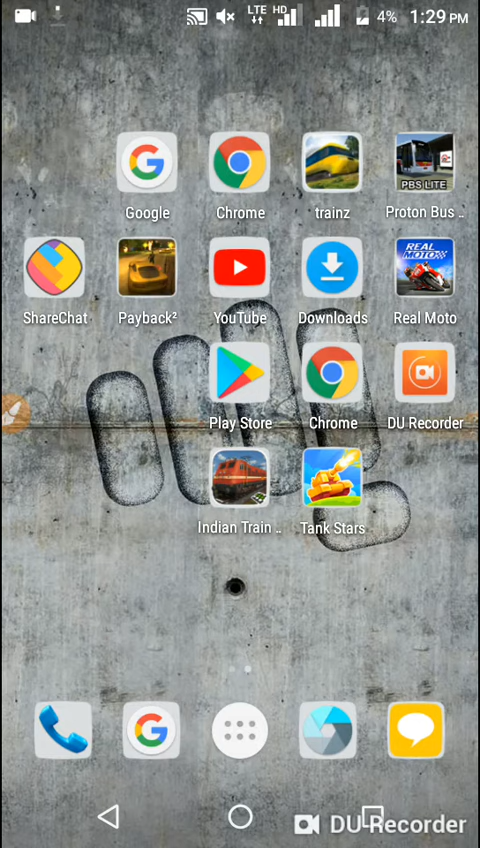 LTE HD 4% 1:29 PM
Google Chrome trainz Proton Bus ..
PBS LITE
REAL MOTO
ShareChat Payback² YouTube Downloads Real Moto
Play Store Chrome DU Recorder
Indian Train .. Tank Stars
DU Recorder